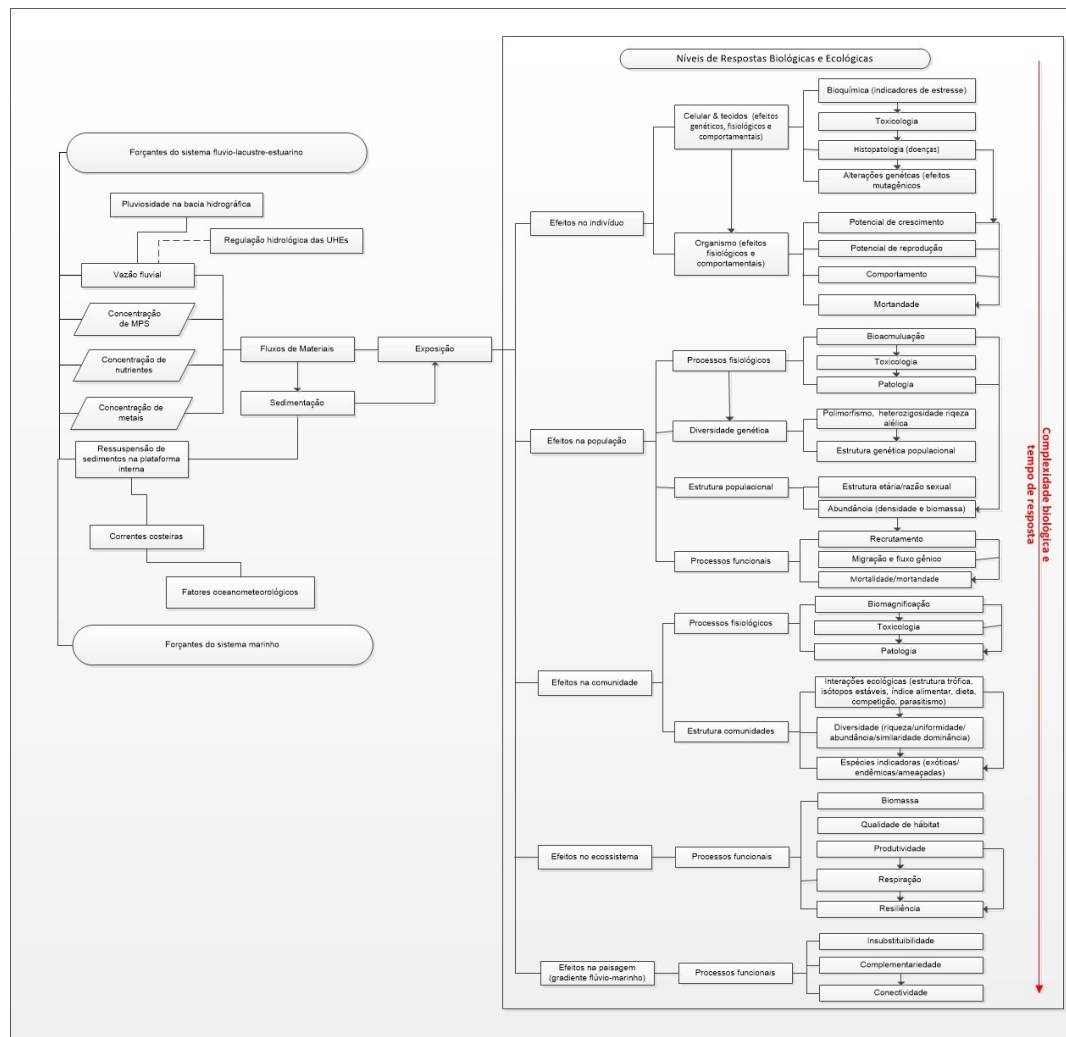 Níveis de Respostas Biológicas e Ecológicas
Forçantes do sistema fluvio-lacustre-estuarino
Pluviosidade na bacia hidrográfica
Regulação hidrológica das UHEs
Vazão fluvial
Concentração
de MPS
Concentração de
nutrientes
Concentração de
metais
Fluxos de Materiais
Sedimentação
Exposição
Ressuspensão de
sedimentos na plataforma
interna
Correntes costeiras
Fatores oceanometeorológicos
Forçantes do sistema marinho
Efeitos no indivíduo
Celular & tecidos (efeitos
genéticos, fisiológicos e
comportamentais)
Bioquímica (indicadores de estresse)
Toxicologia
Histopatologia (doenças)
Alterações genétcas (efeitos
mutagênicos
Organismo (efeitos
fisiológicos e
comportamentais)
Potencial de crescimento
Potencial de reprodução
Comportamento
Mortandade
Efeitos na população
Processos fisiológicos
Bioacmuluação
Toxicologia
Patologia
Diversidade genética
Polimorfismo, heterozigosidade riqeza
alélica
Estrutura genética populacional
Estrutura populacional
Estrutura etária/razão sexual
Abundância (densidade e biomassa)
Processos funcionais
Recrutamento
Migração e fluxo gênico
Mortalidade/mortandade
Efeitos na comunidade
Processos fisiológicos
Biomagnificação
Toxicologia
Patologia
Estrutura comunidades
Interações ecológicas (estrutura trófica,
isótopos estáveis, índice alimentar, dieta,
competição, parasitismo)
Diversidade (riqueza/uniformidade/
abundância/similaridade dominância)
Espécies indicadoras (exóticas/
endêmicas/ameaçadas)
Efeitos no ecossistema
Processos funcionais
Biomassa
Qualidade de hábitat
Produtividade
Respiração
Resiliência
Efeitos na paisagem
(gradiente flúvio-marinho)
Processos funcionais
Insubstituibilidade
Complementariedade
Conectividade
Complexidade biológica e
tempo de resposta